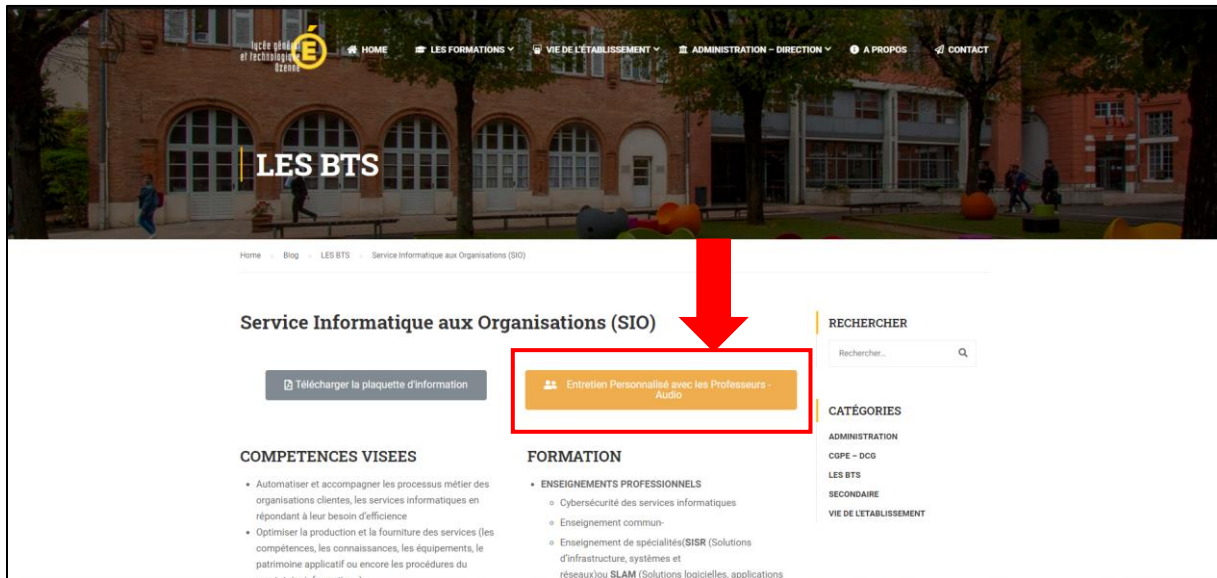 lycée général
et technologique
Ozenne
HOME
LES FORMATIONS
VIE DE L'ÉTABLISSEMENT
ADMINISTRATION – DIRECTION
A PROPOS
CONTACT
LES BTS
Home
Blog
LES BTS
Service Informatique aux Organisations (SIO)
Service Informatique aux Organisations (SIO)
Télécharger la plaquette d'information
Entretien Personnalisé avec les Professeurs -
Audio
COMPETENCES VISEES
• Automatiser et accompagner les processus métier des
organisations clientes, les services informatiques en
répondant à leur besoin d'efficience
• Optimiser la production et la fourniture des services (les
compétences, les connaissances, les équipements, le
patrimoine applicatif ou encore les procédures du
FORMATION
• ENSEIGNEMENTS PROFESSIONNELS
Cybersécurité des services informatiques
Enseignement commun-
Enseignement de spécialités(SISR (Solutions
d'infrastructure, systèmes et
réseaux)ou SLAM (Solutions logicielles, applications
RECHERCHER
Rechercher...
CATÉGORIES
ADMINISTRATION
CGPE – DCG
LES BTS
SECONDAIRE
VIE DE L'ETABLISSEMENT